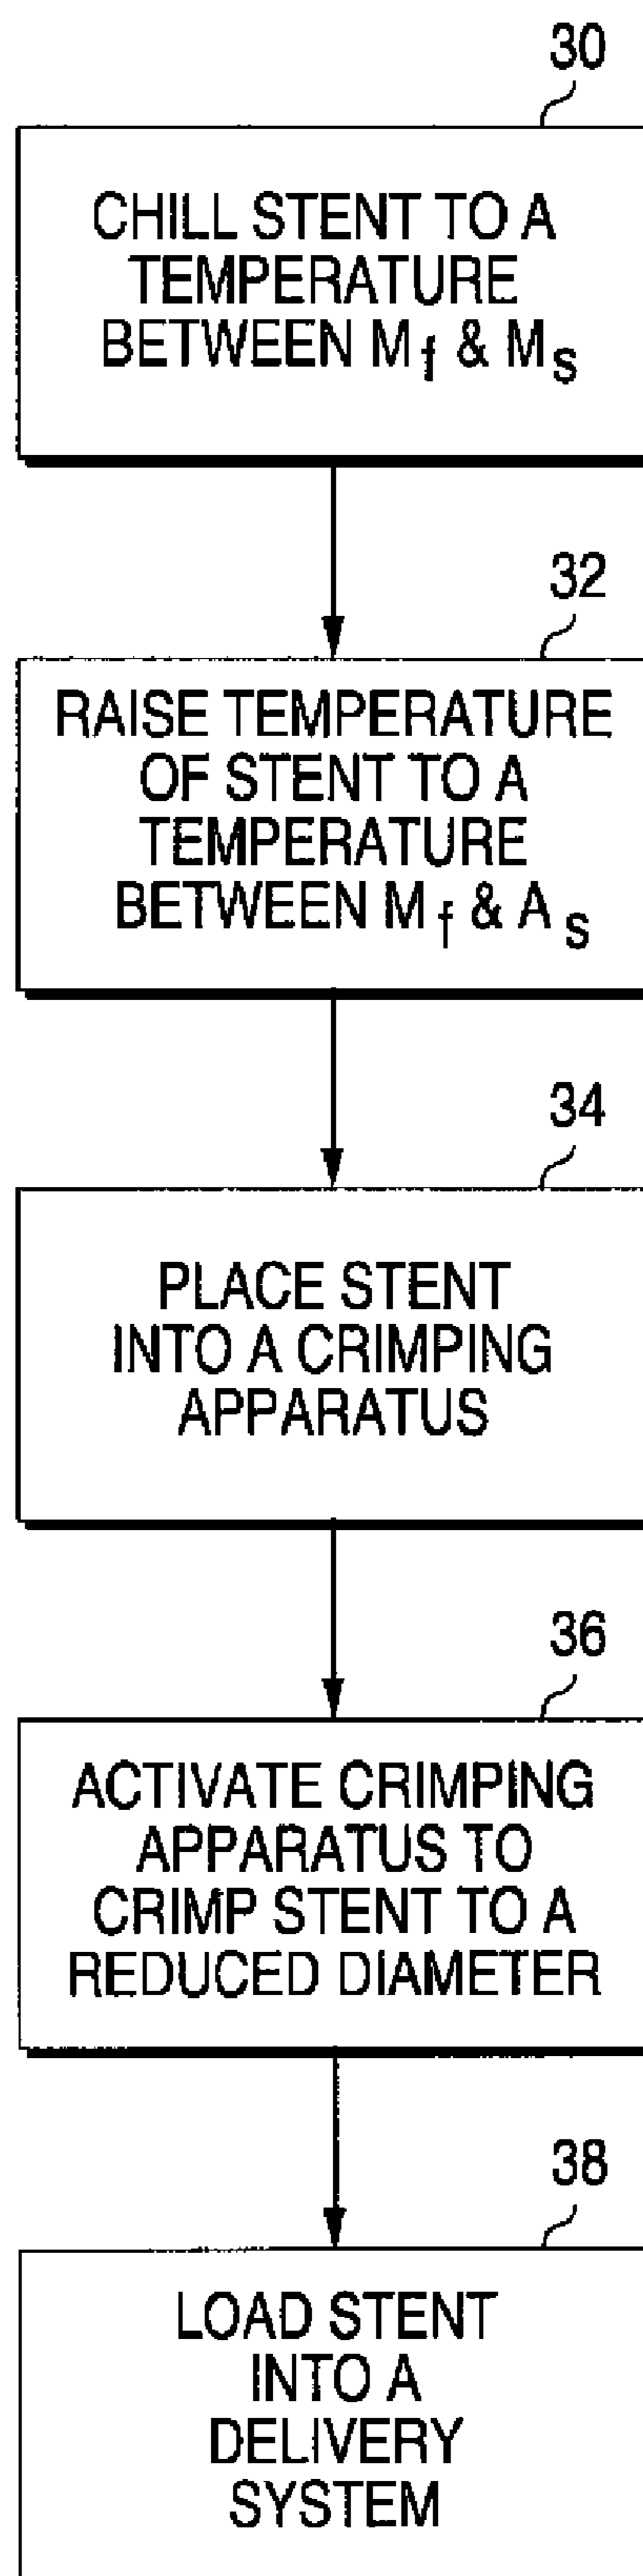 30
CHILL STENT TO A
TEMPERATURE
BETWEEN Mf & Ms
32
RAISE TEMPERATURE
OF STENT TO A
TEMPERATURE
BETWEEN Mf & As
34
PLACE STENT
INTO A CRIMPING
APPARATUS
36
ACTIVATE CRIMPING
APPARATUS TO
CRIMP STENT TO A
REDUCED DIAMETER
38
LOAD STENT
INTO A
DELIVERY
SYSTEM